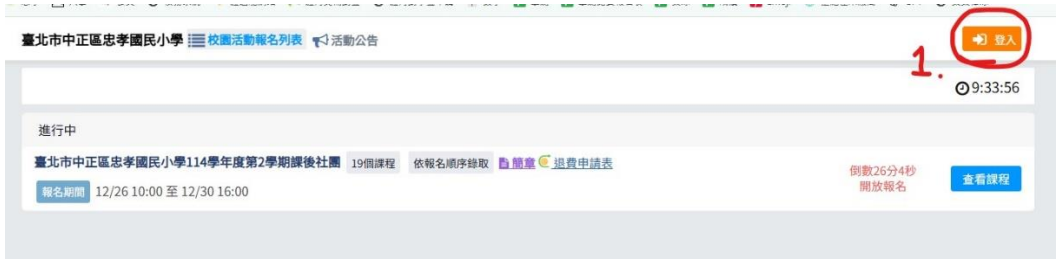 臺北市中正區忠孝國民小學 校園活動報名列表 活動公告 登入
1.
9:33:56
進行中
臺北市中正區忠孝國民小學114學年度第2學期課後社團 19個課程 依報名順序錄取 簡章 退費申請表
報名期間 12/26 10:00 至 12/30 16:00
倒數26分4秒
開放報名
查看課程